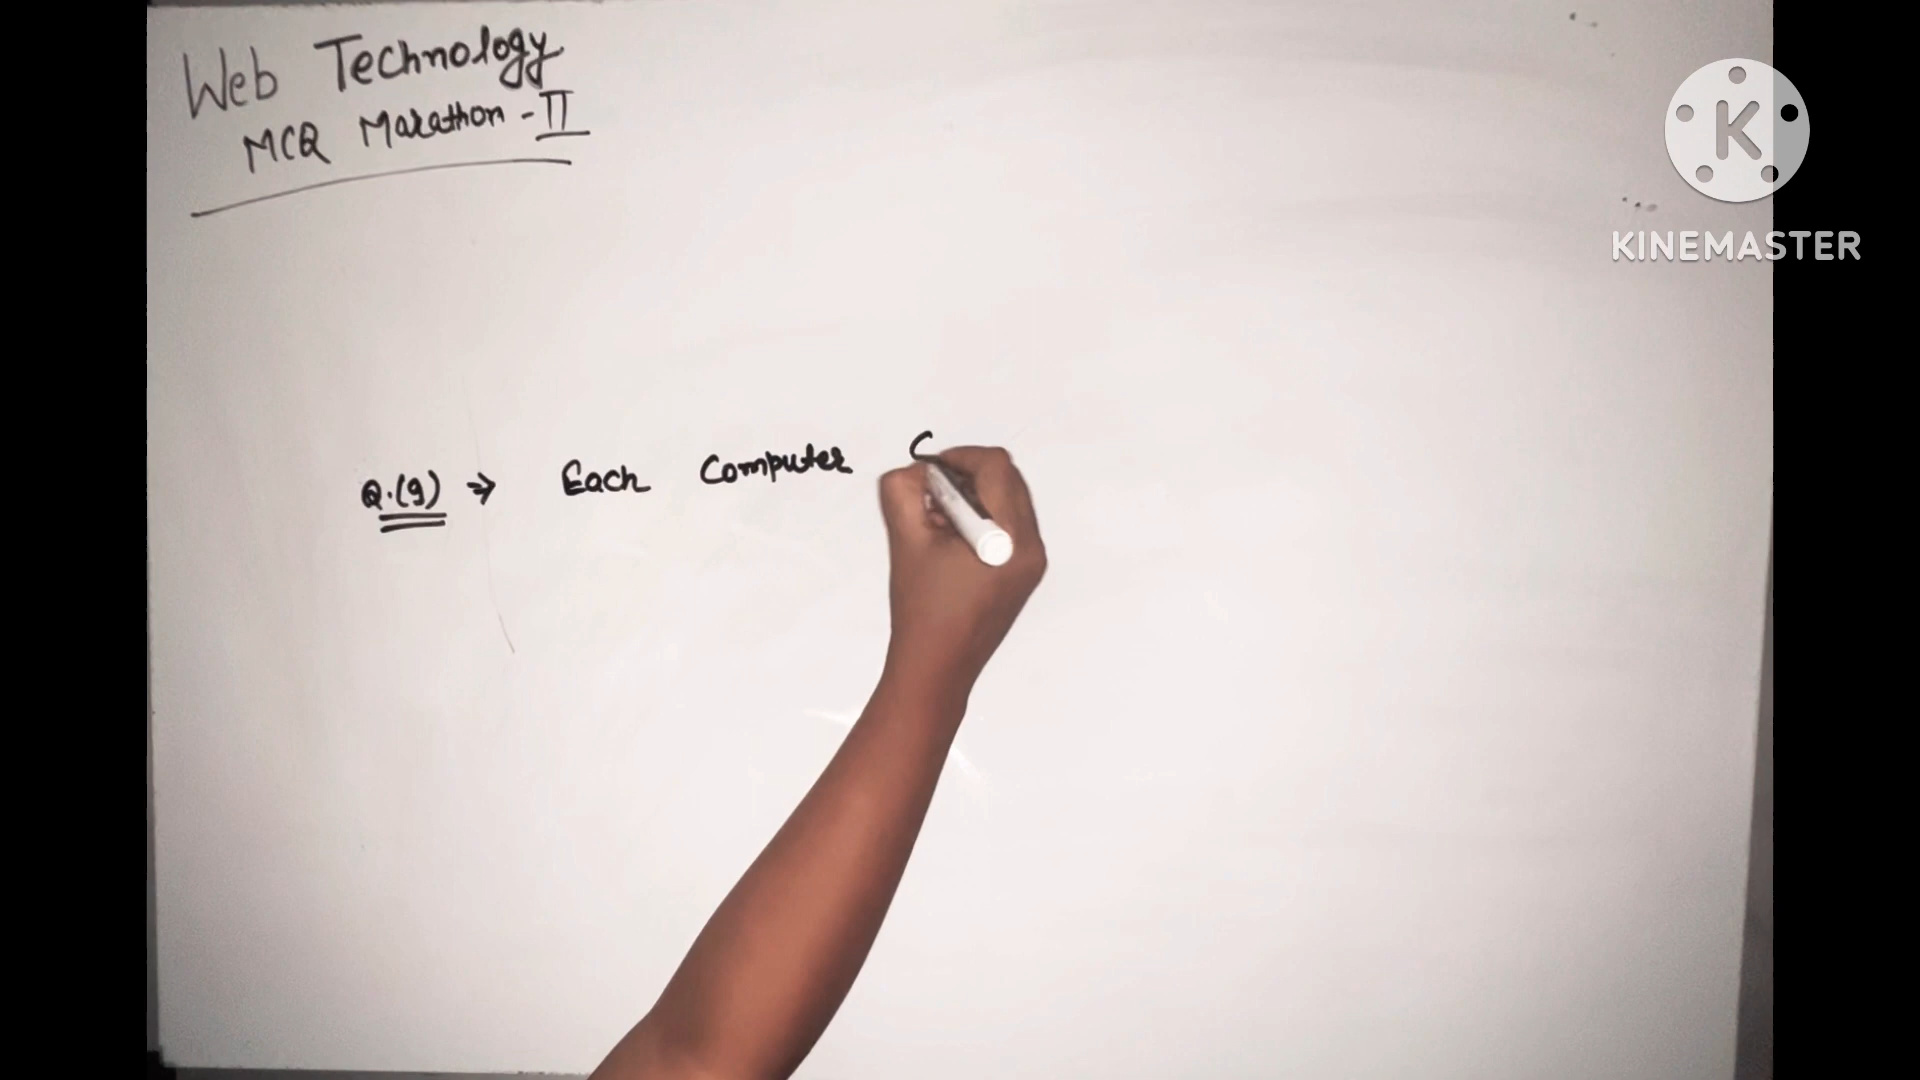 Web Technology
MCQ Marathon - II
K
KINEMASTER
Q.(9) → Each Computer C